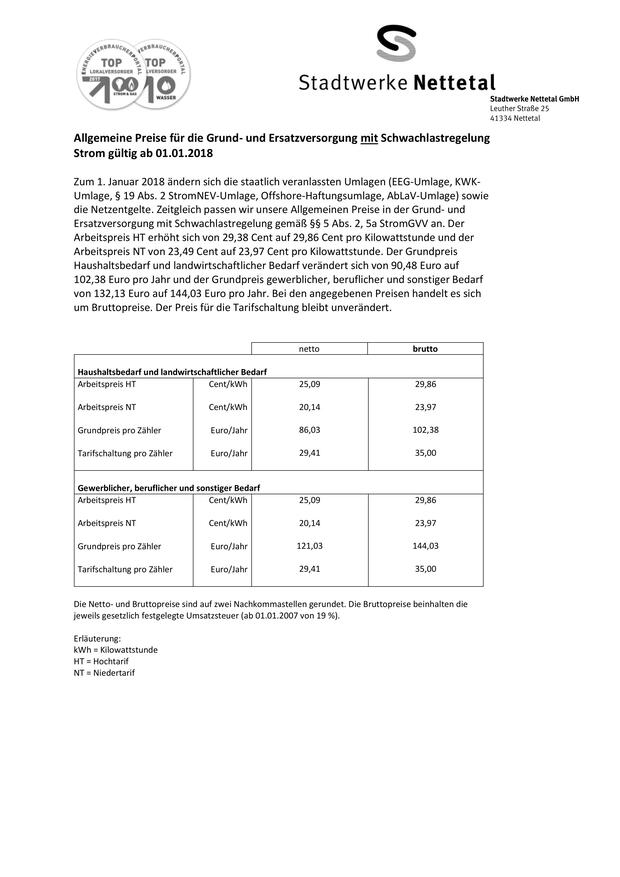 ENERGIEVERBRAUCHERPORTAL
TOP
LOKALVERSORGER
2017
100
STROM & GAS
VERBRAUCHERPORTAL
TOP
LVERSORGER
10
WASSER
Stadtwerke Nettetal
Stadtwerke Nettetal GmbH
Leuther Straße 25
41334 Nettetal
Allgemeine Preise für die Grund- und Ersatzversorgung mit Schwachlastregelung
Strom gültig ab 01.01.2018
Zum 1. Januar 2018 ändern sich die staatlich veranlassten Umlagen (EEG-Umlage, KWK-
Umlage, § 19 Abs. 2 StromNEV-Umlage, Offshore-Haftungsumlage, AbLaV-Umlage) sowie
die Netzentgelte. Zeitgleich passen wir unsere Allgemeinen Preise in der Grund- und
Ersatzversorgung mit Schwachlastregelung gemäß §§ 5 Abs. 2, 5a StromGVV an. Der
Arbeitspreis HT erhöht sich von 29,38 Cent auf 29,86 Cent pro Kilowattstunde und der
Arbeitspreis NT von 23,49 Cent auf 23,97 Cent pro Kilowattstunde. Der Grundpreis
Haushaltsbedarf und landwirtschaftlicher Bedarf verändert sich von 90,48 Euro auf
102,38 Euro pro Jahr und der Grundpreis gewerblicher, beruflicher und sonstiger Bedarf
von 132,13 Euro auf 144,03 Euro pro Jahr. Bei den angegebenen Preisen handelt es sich
um Bruttopreise. Der Preis für die Tarifschaltung bleibt unverändert.
netto brutto
Haushaltsbedarf und landwirtschaftlicher Bedarf
Arbeitspreis HT Cent/kWh 25,09 29,86
Arbeitspreis NT Cent/kWh 20,14 23,97
Grundpreis pro Zähler Euro/Jahr 86,03 102,38
Tarifschaltung pro Zähler Euro/Jahr 29,41 35,00
Gewerblicher, beruflicher und sonstiger Bedarf
Arbeitspreis HT Cent/kWh 25,09 29,86
Arbeitspreis NT Cent/kWh 20,14 23,97
Grundpreis pro Zähler Euro/Jahr 121,03 144,03
Tarifschaltung pro Zähler Euro/Jahr 29,41 35,00
Die Netto- und Bruttopreise sind auf zwei Nachkommastellen gerundet. Die Bruttopreise beinhalten die
jeweils gesetzlich festgelegte Umsatzsteuer (ab 01.01.2007 von 19 %).
Erläuterung:
kWh = Kilowattstunde
HT = Hochtarif
NT = Niedertarif